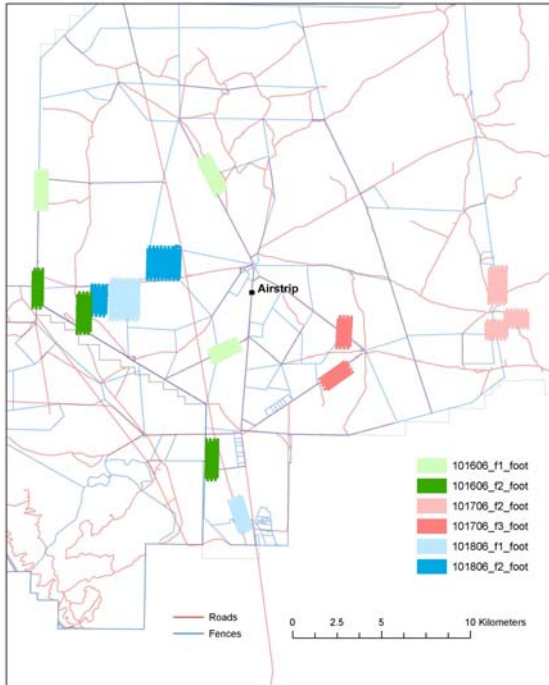 Airstrip
101606_f1_foot
101606_f2_foot
101706_f2_foot
101706_f3_foot
101806_f1_foot
101806_f2_foot
Roads
Fences
0 2.5 5 10 Kilometers